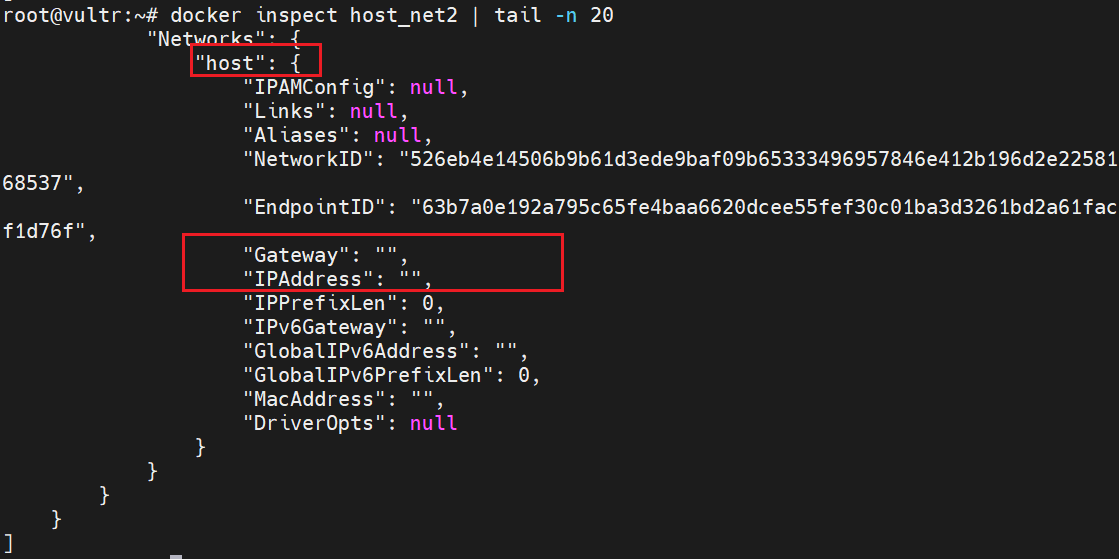 root@vultr:~# docker inspect host_net2 | tail -n 20
"Networks": {
"host": {
"IPAMConfig": null,
"Links": null,
"Aliases": null,
"NetworkID": "526eb4e14506b9b61d3ede9baf09b65333496957846e412b196d2e22581
68537",
"EndpointID": "63b7a0e192a795c65fe4baa6620dcee55fef30c01ba3d3261bd2a61fac
f1d76f",
"Gateway": "",
"IPAddress": "",
"IPPrefixLen": 0,
"IPv6Gateway": "",
"GlobalIPv6Address": "",
"GlobalIPv6PrefixLen": 0,
"MacAddress": "",
"DriverOpts": null
}
}
}
}
]